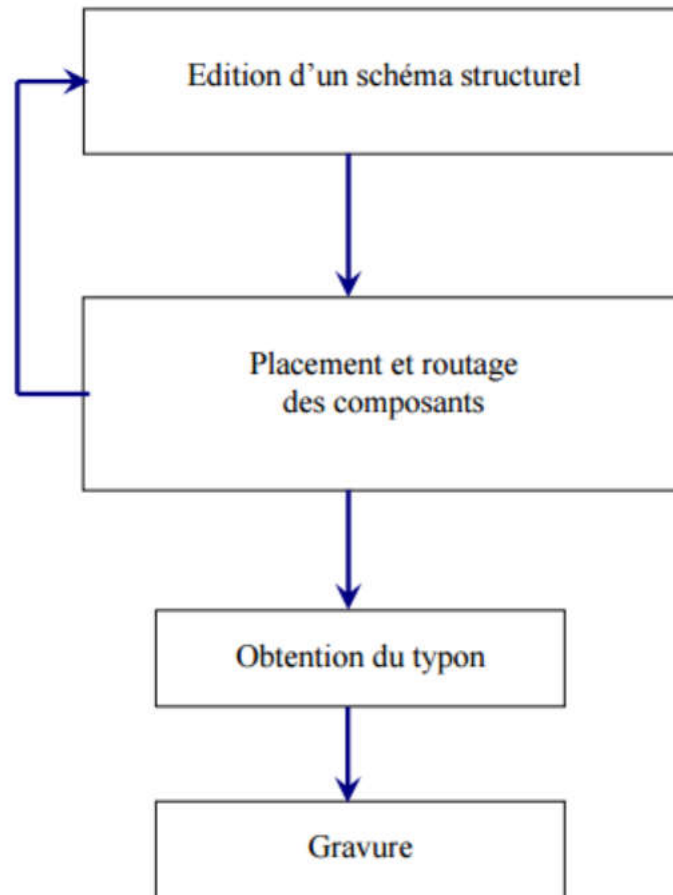 Edition d’un schéma structurel
Placement et routage
des composants
Obtention du typon
Gravure